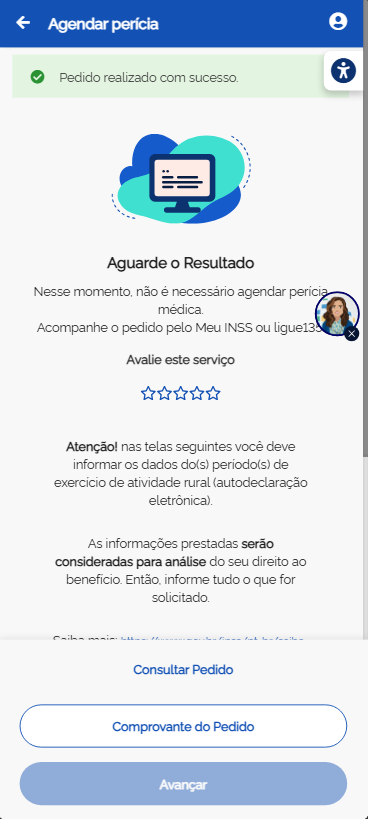 Agendar perícia
Pedido realizado com sucesso.
Aguarde o Resultado
Nesse momento, não é necessário agendar perícia
médica.
Acompanhe o pedido pelo Meu INSS ou ligue135.
Avalie este serviço
Atenção! nas telas seguintes você deve
informar os dados do(s) período(s) de
exercício de atividade rural (autodeclaração
eletrônica).
As informações prestadas serão
consideradas para análise do seu direito ao
benefício. Então, informe tudo o que for
solicitado.
Saiba mais:
Consultar Pedido
Comprovante do Pedido
Avançar